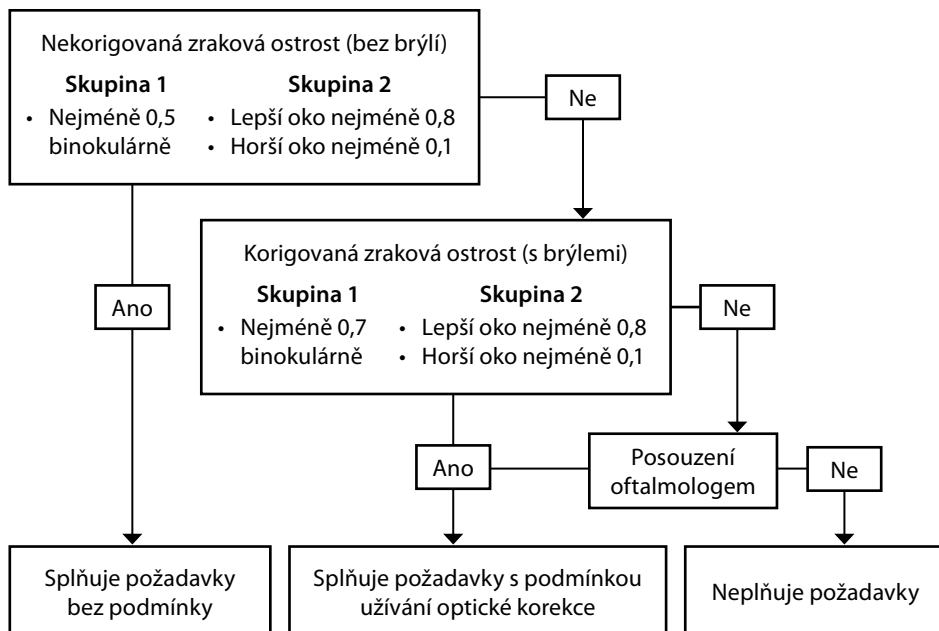 Nekorigovaná zraková ostrost (bez brýlí)
Skupina 1
• Nejméně 0,5
binokulárně
Skupina 2
• Lepší oko nejméně 0,8
• Horší oko nejméně 0,1
Ne
Korigovaná zraková ostrost (s brýlemi)
Skupina 1
• Nejméně 0,7
binokulárně
Skupina 2
• Lepší oko nejméně 0,8
• Horší oko nejméně 0,1
Ano
Ne
Ano
Posouzení
oftalmologem
Ne
Splňuje požadavky
bez podmínky
Splňuje požadavky s podmínkou
užívání optické korekce
Neplňuje požadavky